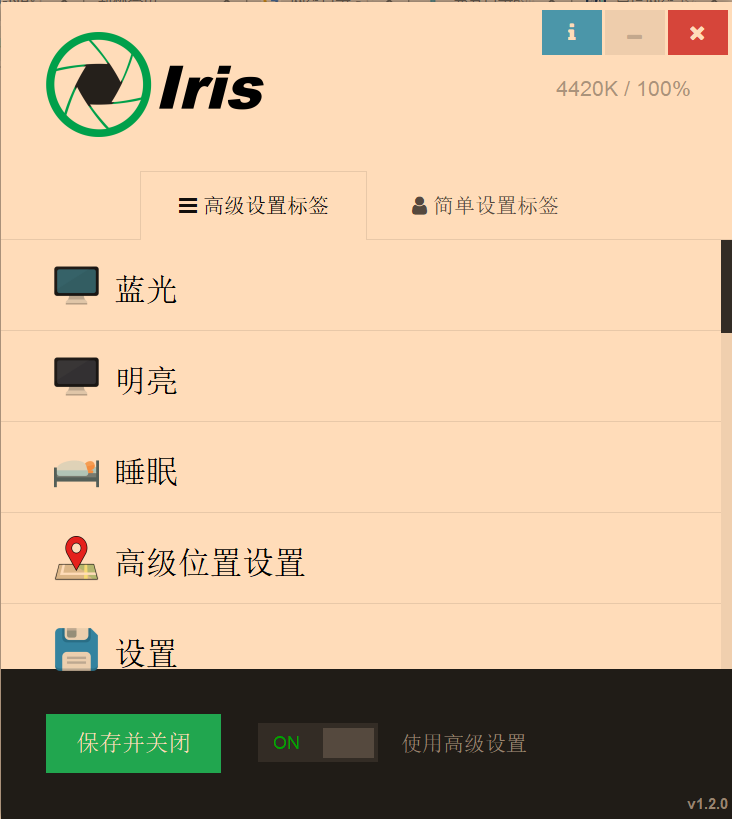 Iris
4420K / 100%
高级设置标签
简单设置标签
蓝光
明亮
睡眠
高级位置设置
设置
保存并关闭
ON
使用高级设置
v1.2.0